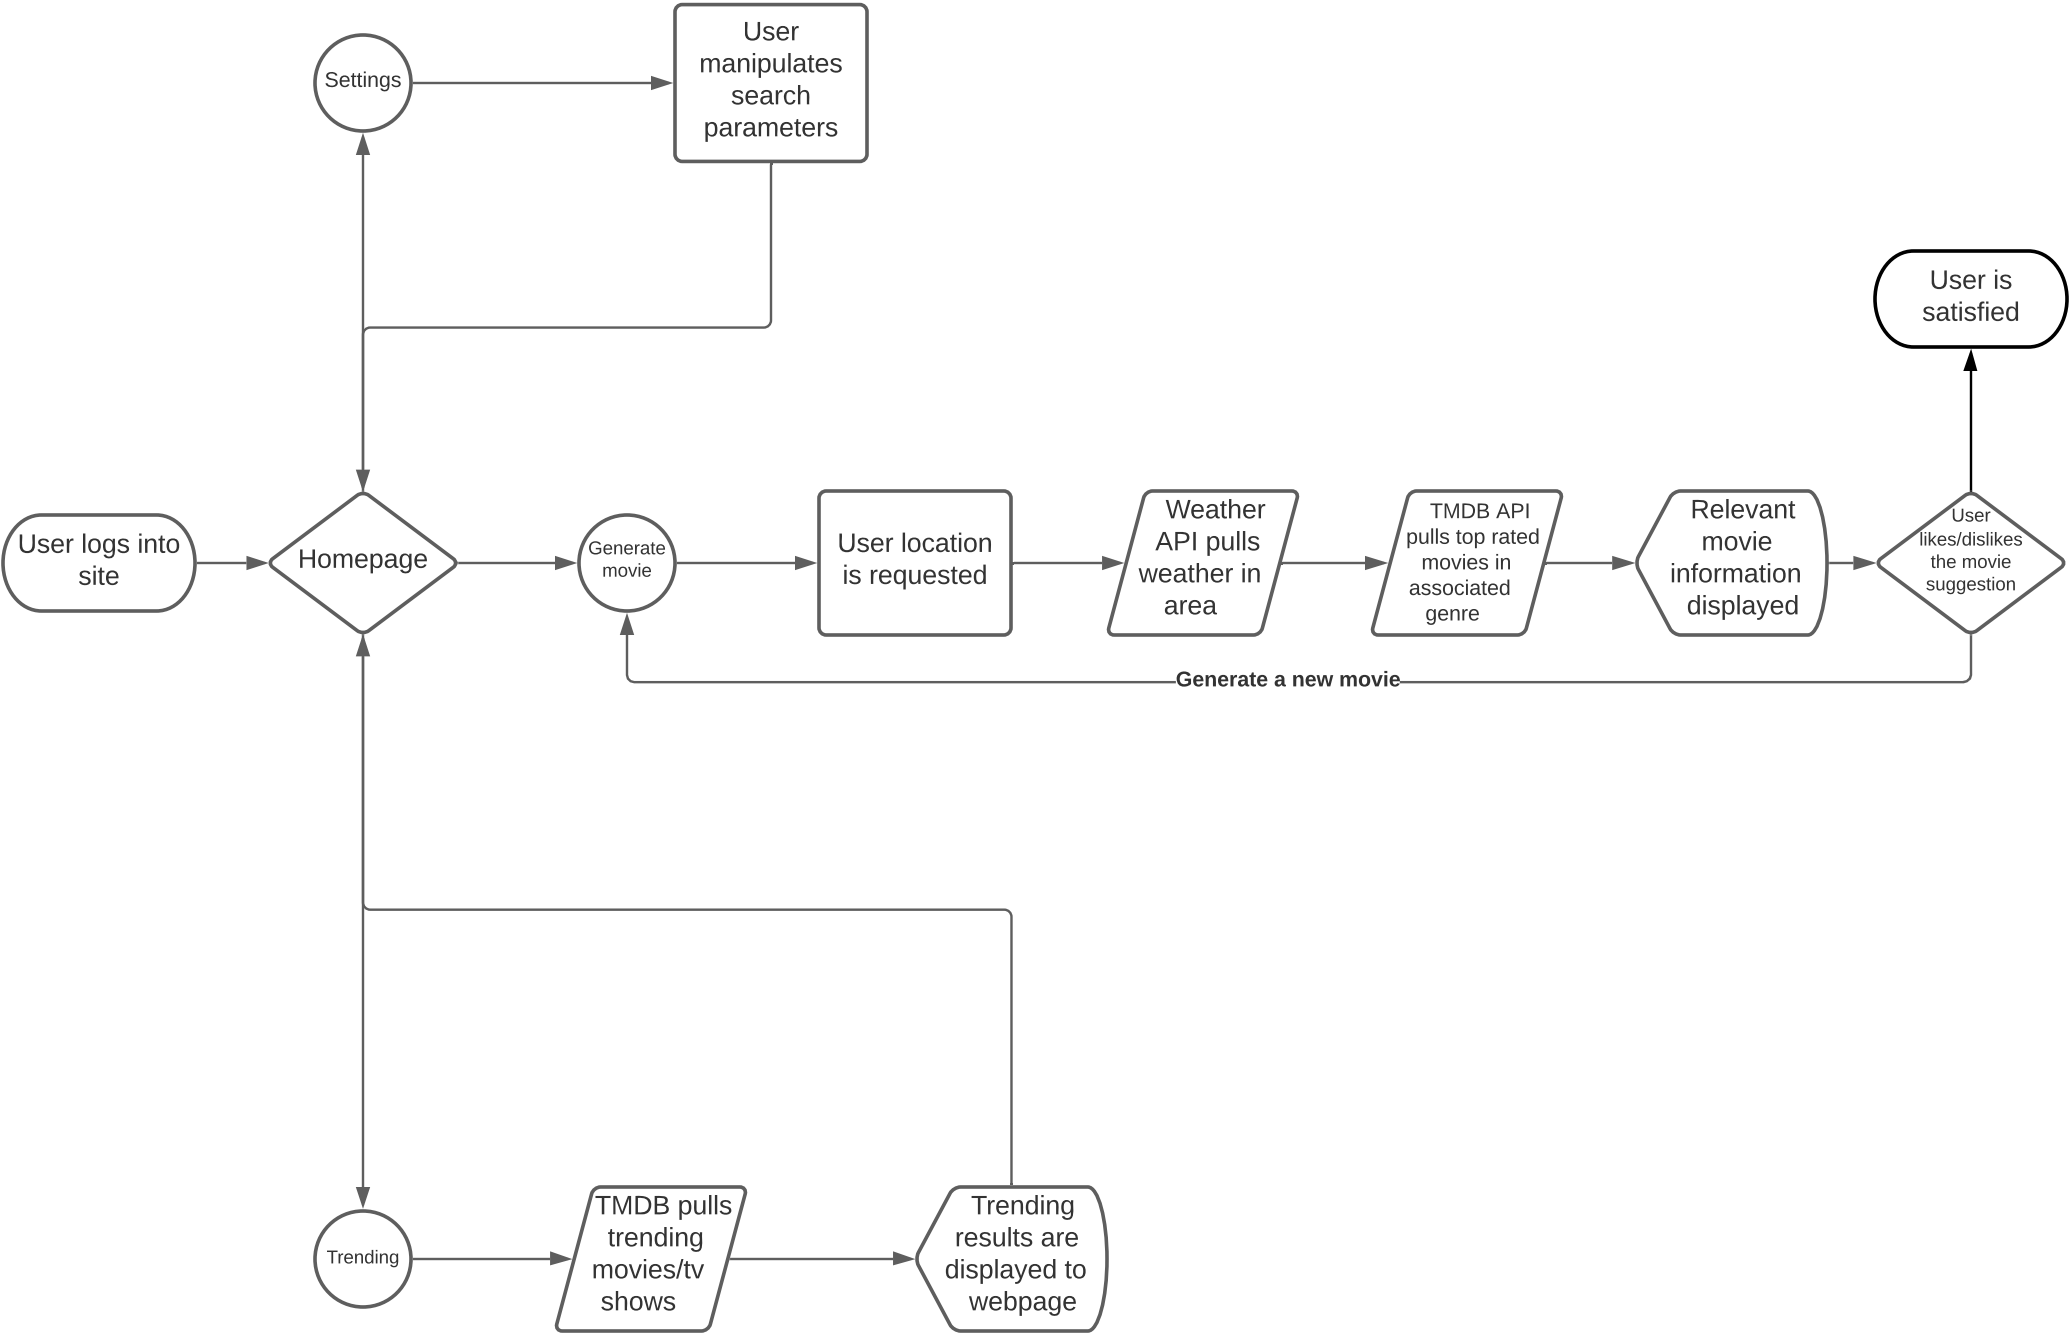 Settings
User
manipulates
search
parameters
User is
satisfied
User logs into
site
Homepage
Generate
movie
User location
is requested
Weather
API pulls
weather in
area
TMDB API
pulls top rated
movies in
associated
genre
Relevant
movie
information
displayed
User
likes/dislikes
the movie
suggestion
Generate a new movie
Trending
TMDB pulls
trending
movies/tv
shows
Trending
results are
displayed to
webpage